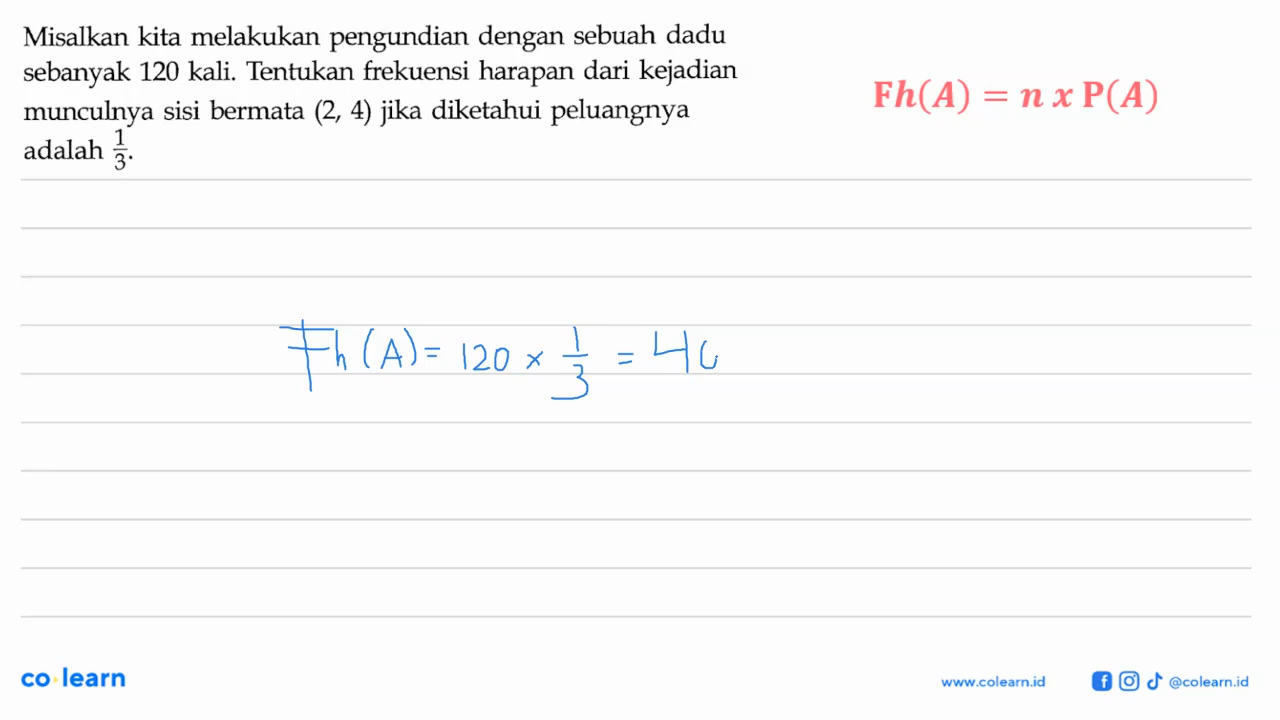 Misalkan kita melakukan pengundian dengan sebuah dadu
sebanyak 120 kali. Tentukan frekuensi harapan dari kejadian
munculnya sisi bermata (2, 4) jika diketahui peluangnya
adalah 1/3.
Fh(A) = n x P(A)
Fh (A) = 120 × 1/3 = 40
co learn
www.colearn.id
@colearn.id